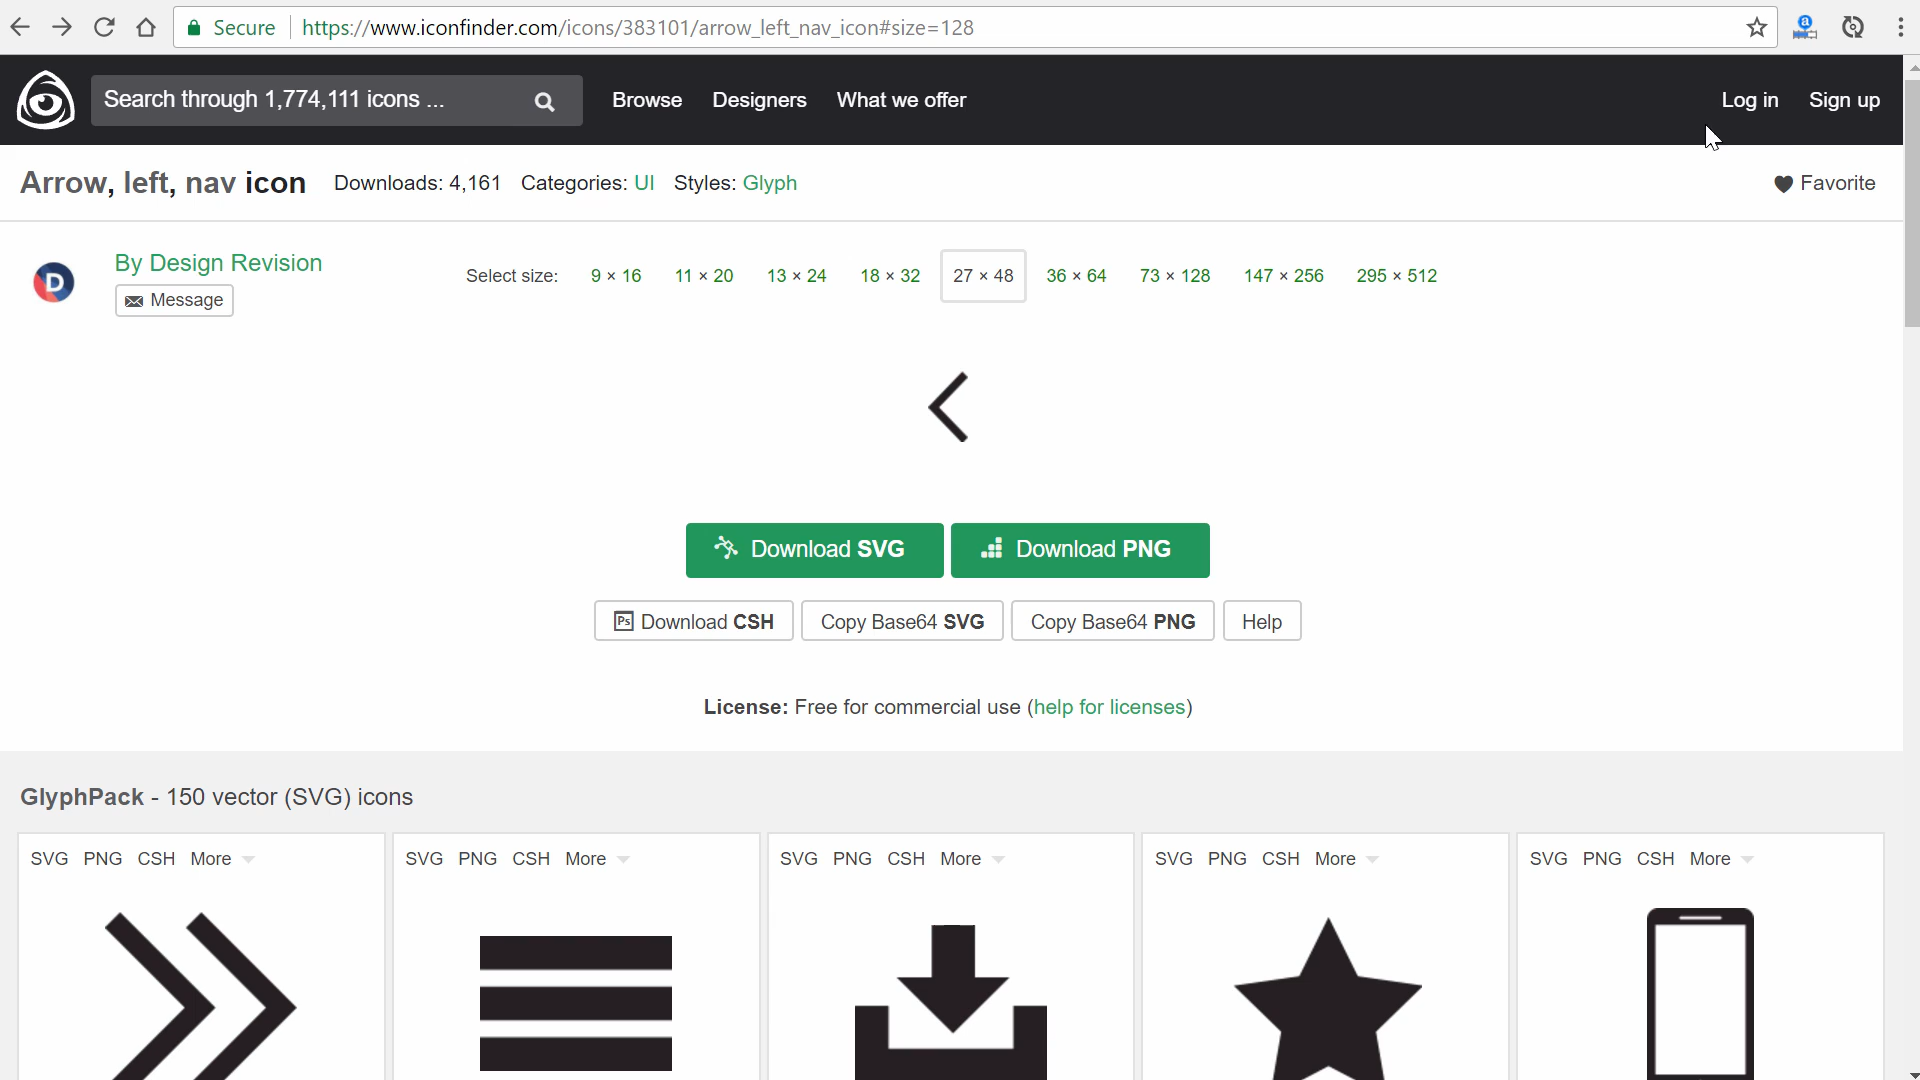 Secure https://www.iconfinder.com/icons/383101/arrow_left_nav_icon#size=128
Search through 1,774,111 icons ... Browse Designers What we offer Log in Sign up
Arrow, left, nav icon Downloads: 4,161 Categories: UI Styles: Glyph Favorite
D By Design Revision
Message
Select size: 9 × 16 11 × 20 13 × 24 18 × 32 27 × 48 36 × 64 73 × 128 147 × 256 295 × 512
Download SVG Download PNG
Ps Download CSH Copy Base64 SVG Copy Base64 PNG Help
License: Free for commercial use (help for licenses)
GlyphPack - 150 vector (SVG) icons
SVG PNG CSH More SVG PNG CSH More SVG PNG CSH More SVG PNG CSH More SVG PNG CSH More